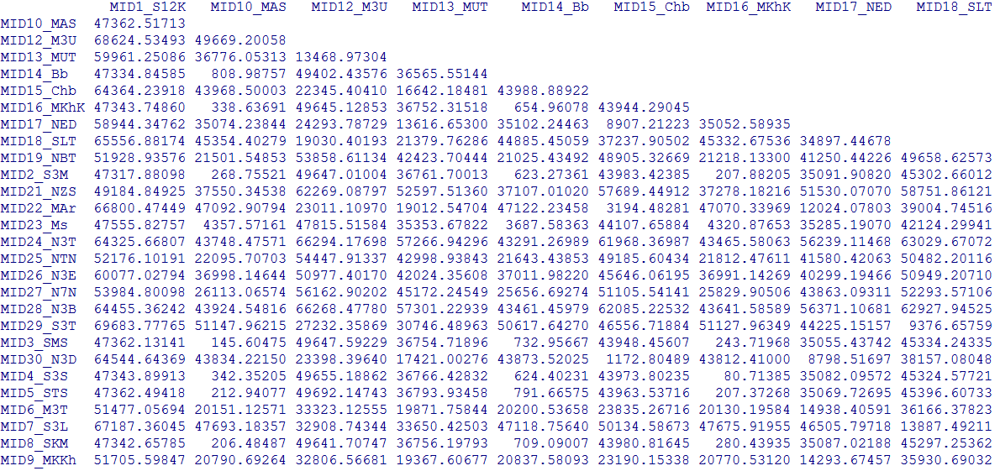 MID1_S12K MID10_MAS MID12_M3U MID13_MUT MID14_Bb MID15_Chb MID16_MKhK MID17_NED MID18_SLT
MID10_MAS 47362.51713
MID12_M3U 68624.53493 49669.20058
MID13_MUT 59961.25086 36776.05313 13468.97304
MID14_Bb 47334.84585 808.98757 49402.43576 36565.55144
MID15_Chb 64364.23918 43968.50003 22345.40410 16642.18481 43988.88922
MID16_MKhK 47343.74860 338.63691 49645.12853 36752.31518 654.96078 43944.29045
MID17_NED 58944.34762 35074.23844 24293.78729 13616.65300 35102.24463 8907.21223 35052.58935
MID18_SLT 65556.88174 45354.40279 19030.40193 21379.76286 44885.45059 37237.90502 45332.67536 34897.44678
MID19_NBT 51928.93576 21501.54853 53858.61134 42423.70444 21025.43492 48905.32669 21218.13300 41250.44226 49658.62573
MID2_S3M 47317.88098 268.75521 49647.01004 36761.70013 623.27361 43983.42385 207.88205 35091.90820 45302.66012
MID21_NZS 49184.84925 37550.34538 62269.08797 52597.51360 37107.01020 57689.44912 37278.18216 51530.07070 58751.86121
MID22_MAr 66800.47449 47092.90794 23011.10970 19012.54704 47122.23458 3194.48281 47070.33969 12024.07803 39004.74516
MID23_Ms 47555.82757 4357.57161 47815.51584 35353.67822 3687.58363 44107.65884 4320.87653 35285.19070 42124.29941
MID24_N3T 64325.66807 43748.47571 66294.17698 57266.94296 43291.26989 61968.36987 43465.58063 56239.11468 63029.67072
MID25_NTN 52176.10191 22095.70703 54447.91337 42998.93843 21643.43853 49185.60434 21812.47611 41580.42063 50482.20116
MID26_N3E 60077.02794 36998.14644 50977.40170 42024.35608 37011.98220 45646.06195 36991.14269 40299.19466 50949.20710
MID27_N7N 53984.80098 26113.06574 56162.90202 45172.24549 25656.69274 51105.54141 25829.90506 43863.09311 52293.57106
MID28_N3B 64455.36242 43924.54816 66268.47780 57301.22939 43461.45979 62085.22532 43641.58589 56371.10681 62927.94525
MID29_S3T 69683.77765 51147.96215 27232.35869 30746.48963 50617.64270 46556.71884 51127.96349 44225.15157 9376.65759
MID3_SMS 47362.13141 145.60475 49647.59229 36754.71896 732.95667 43948.45607 243.71968 35055.43742 45334.24335
MID30_N3D 64544.64369 43834.22150 23398.39640 17421.00276 43873.52025 1172.80489 43812.41000 8798.51697 38157.08048
MID4_S3S 47343.89913 342.35205 49655.18862 36766.42832 624.40231 43973.80235 80.71385 35082.09572 45324.57721
MID5_STS 47362.49418 212.94077 49692.14743 36793.93458 791.66575 43963.53716 207.37268 35069.72695 45396.60733
MID6_M3T 51477.05694 20151.12571 33323.12555 19871.75844 20200.53658 23835.26716 20130.19584 14938.40591 36166.37823
MID7_S3L 67187.36045 47693.18357 32908.74344 33650.42503 47118.75640 50134.58673 47675.91955 46505.79718 13887.49211
MID8_SKM 47342.65785 206.48487 49641.70747 36756.19793 709.09007 43980.81645 280.43935 35087.02188 45297.25362
MID9_MKKh 51705.59847 20790.69264 32806.56681 19367.60677 20837.58093 23190.15338 20770.53120 14293.67457 35930.69032